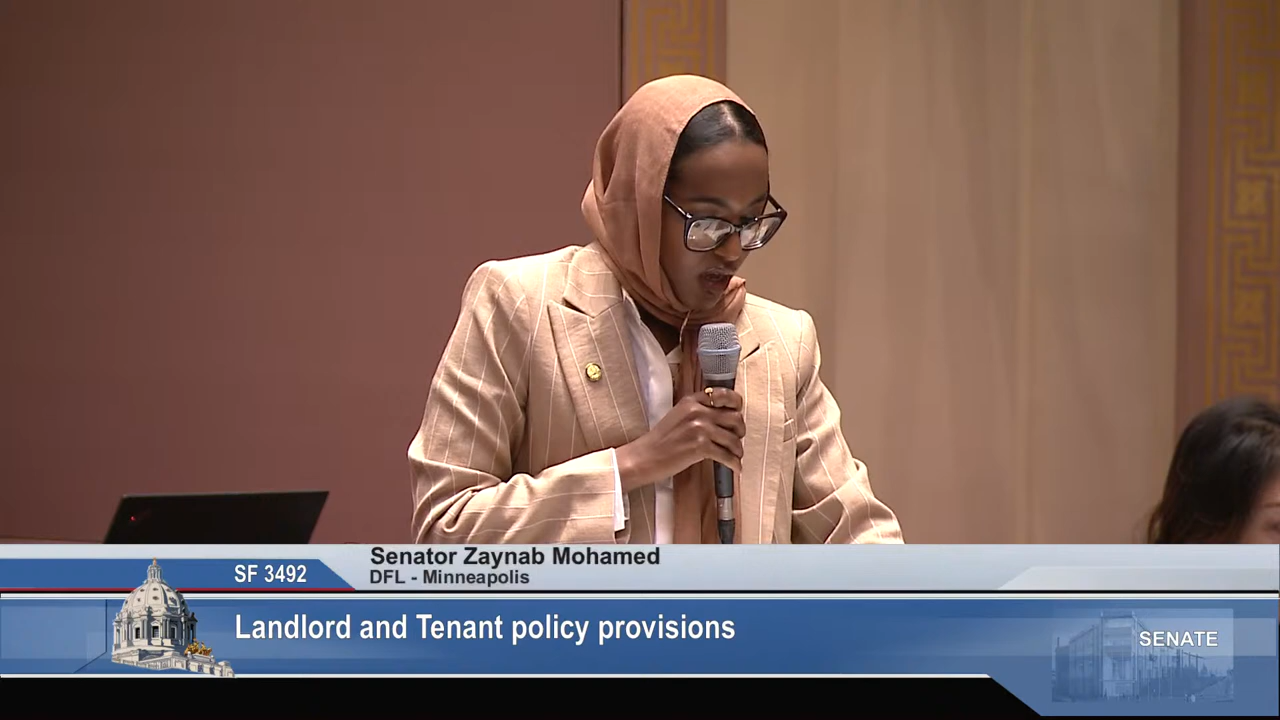 Senator Zaynab Mohamed
SF 3492
DFL - Minneapolis
Landlord and Tenant policy provisions
SENATE